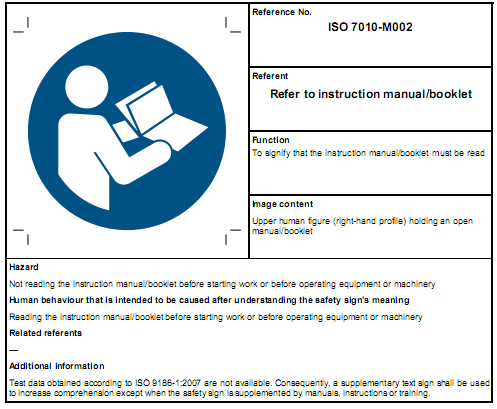 Reference No.
ISO 7010-M002
Referent
Refer to instruction manual/booklet
Function
To signify that the instruction manual/booklet must be read
Image content
Upper human figure (right-hand profile) holding an open
manual/booklet
Hazard
Not reading the instruction manual/booklet before starting work or before operating equipment or machinery
Human behaviour that is intended to be caused after understanding the safety sign's meaning
Reading the instruction manual/booklet before starting work or before operating equipment or machinery
Related referents
—
Additional information
Test data obtained according to ISO 9186-1:2007 are not available. Consequently, a supplementary text sign shall be used
to increase comprehension except when the safety sign is supplemented by manuals, instructions or training.